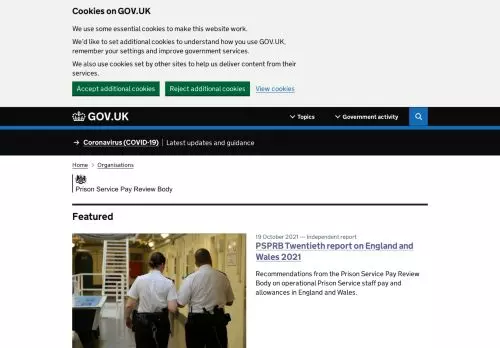 Cookies on GOV.UK
We use some essential cookies to make this website work.
We'd like to set additional cookies to understand how you use GOV.UK,
remember your settings and improve government services.
We also use cookies set by other sites to help us deliver content from their
services.
Accept additional cookies Reject additional cookies View cookies
GOV.UK Topics Government activity
→ Coronavirus (COVID-19) Latest updates and guidance
Home > Organisations
Prison Service Pay Review Body
Featured
19 October 2021 — Independent report
PSPRB Twentieth report on England and
Wales 2021
Recommendations from the Prison Service Pay Review
Body on operational Prison Service staff pay and
allowances in England and Wales.